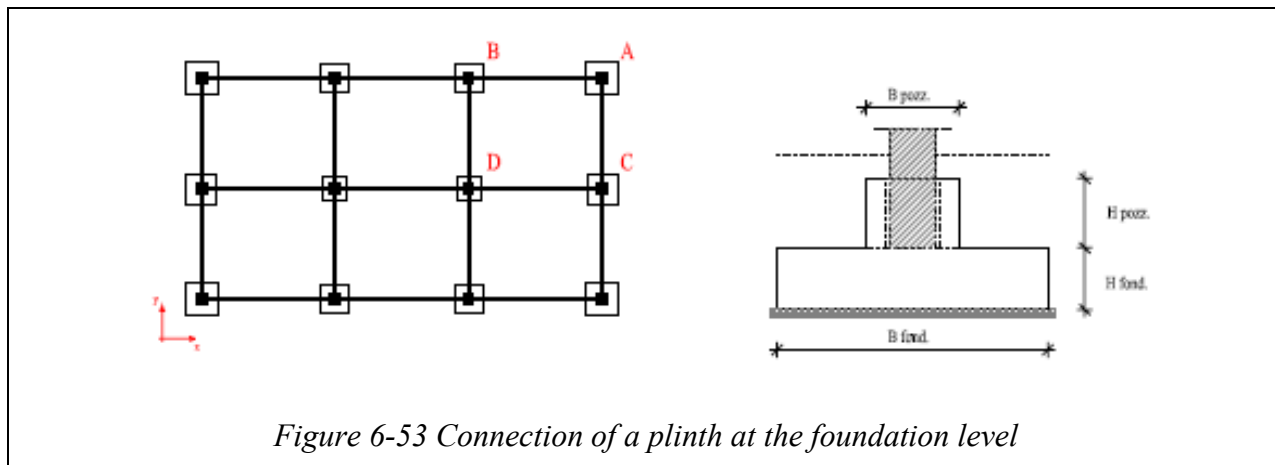 B
A
D
C
y
x
B pozz.
H pozz.
H fond.
B fond.
Figure 6-53 Connection of a plinth at the foundation level